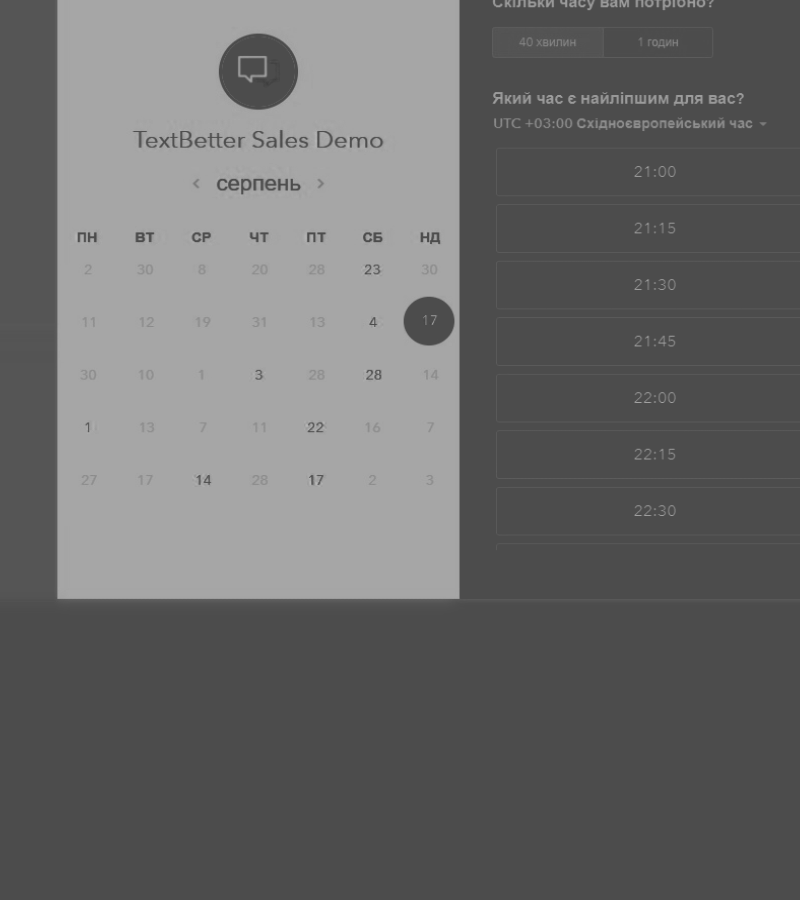 TextBetter Sales Demo
серпень
ПН ВТ СР ЧТ ПТ СБ НД
2 30 8 20 28 23 30
11 12 19 31 13 4 17
30 10 1 3 28 28 14
1 13 7 11 22 16 7
27 17 14 28 17 2 3
Скільки часу вам потрібно?
40 хвилин 1 годин
Який час є найліпшим для вас?
UTC +03:00 Східноєвропейський час
21:00
21:15
21:30
21:45
22:00
22:15
22:30